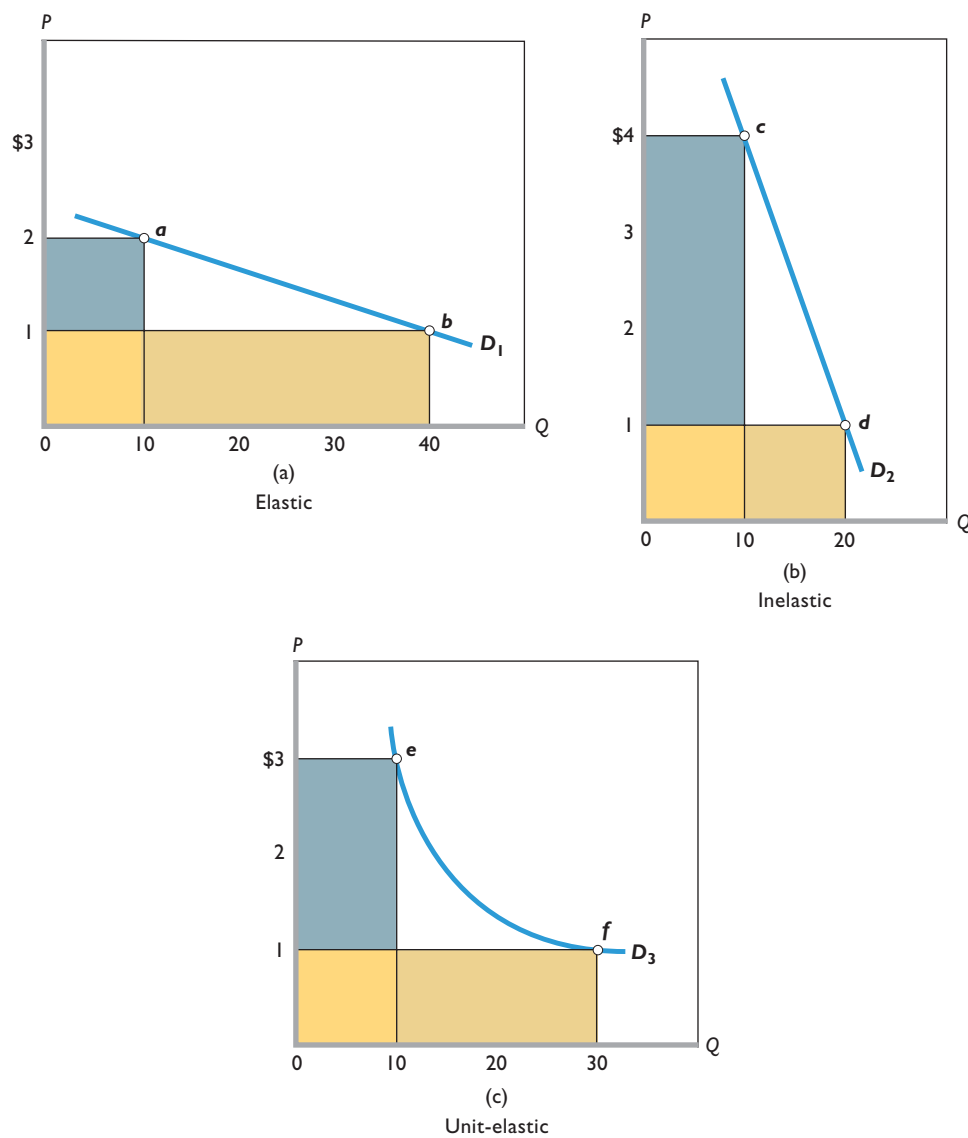 P
$3
2
1
a
b
D1
0 10 20 30 40 Q
(a)
Elastic
P
$4
3
2
1
c
d
D2
0 10 20 Q
(b)
Inelastic
P
$3
2
1
e
f
D3
0 10 20 30 Q
(c)
Unit-elastic